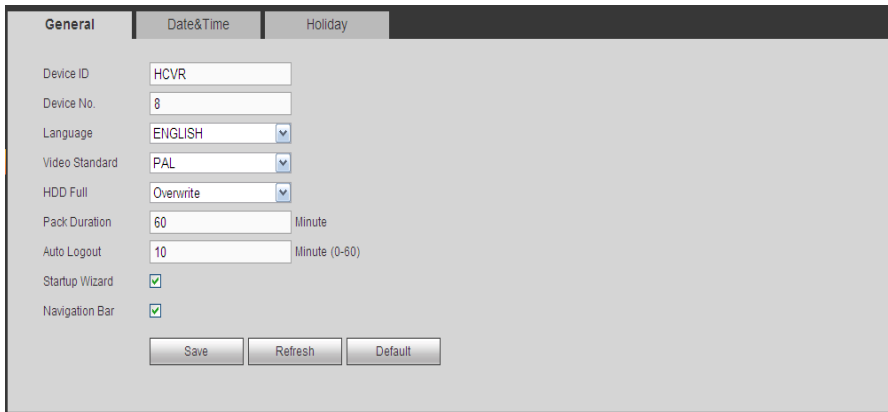 General Date&Time Holiday
Device ID HCVR
Device No. 8
Language ENGLISH
Video Standard PAL
HDD Full Overwrite
Pack Duration 60 Minute
Auto Logout 10 Minute (0-60)
Startup Wizard
Navigation Bar
Save Refresh Default